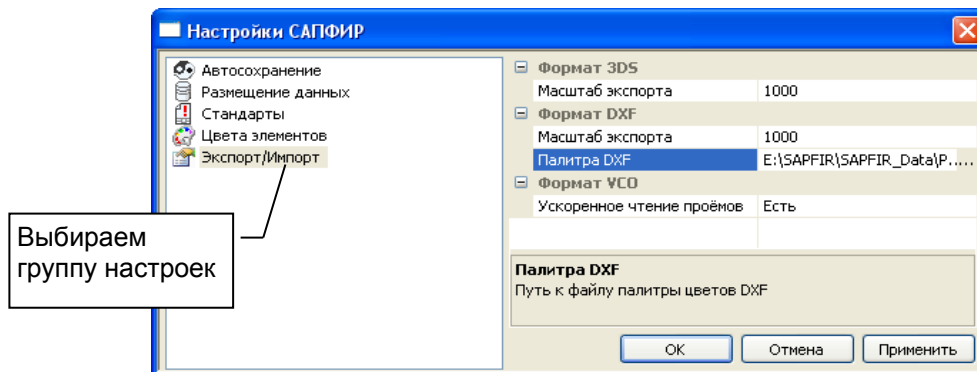 Настройки САПФИР
Автосохранение
Размещение данных
Стандарты
Цвета элементов
Экспорт/Импорт
Формат 3DS
Масштаб экспорта 1000
Формат DXF
Масштаб экспорта 1000
Палитра DXF E:\SAPFIR\SAPFIR_Data\P.....
Формат VCO
Ускоренное чтение проёмов Есть
Палитра DXF
Путь к файлу палитры цветов DXF
ОК Отмена Применить
Выбираем
группу настроек